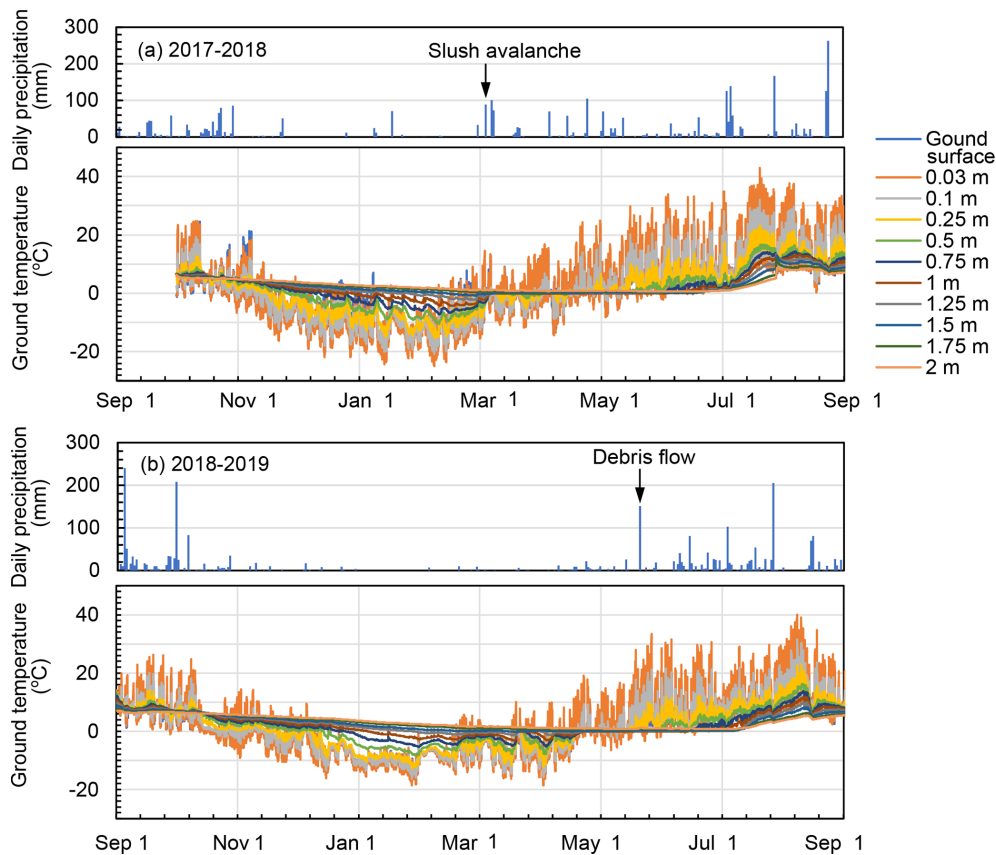 (a) 2017-2018
Slush avalanche
Daily precipitation
(mm)
300
200
100
0
Ground temperature
(ºC)
40
20
0
-20
Sep 1 Nov 1 Jan 1 Mar 1 May 1 Jul 1 Sep 1
Gound
surface
0.03 m
0.1 m
0.25 m
0.5 m
0.75 m
1 m
1.25 m
1.5 m
1.75 m
2 m
(b) 2018-2019
Debris flow
Daily precipitation
(mm)
300
200
100
0
Ground temperature
(ºC)
40
20
0
-20
Sep 1 Nov 1 Jan 1 Mar 1 May 1 Jul 1 Sep 1